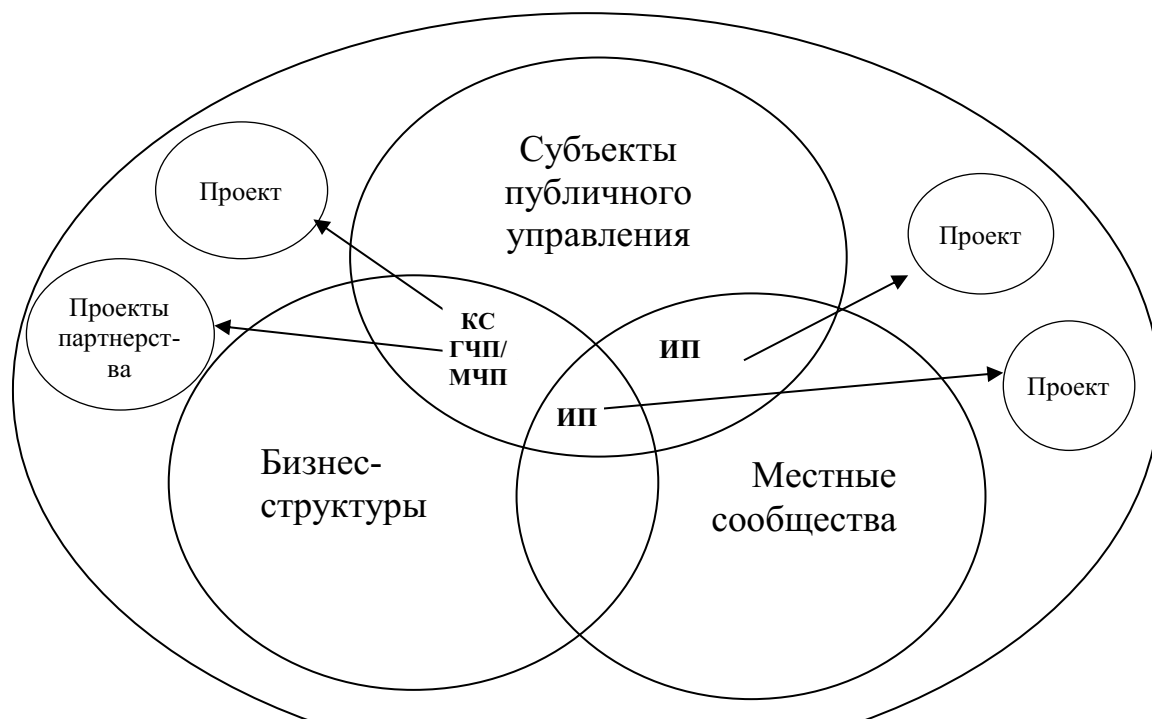 Субъекты
публичного
управления
Проект
Проект
Проекты
партнерст-
ва
КС
ГЧП/
МЧП
ИП
ИП
Проект
Бизнес-
структуры
Местные
сообщества